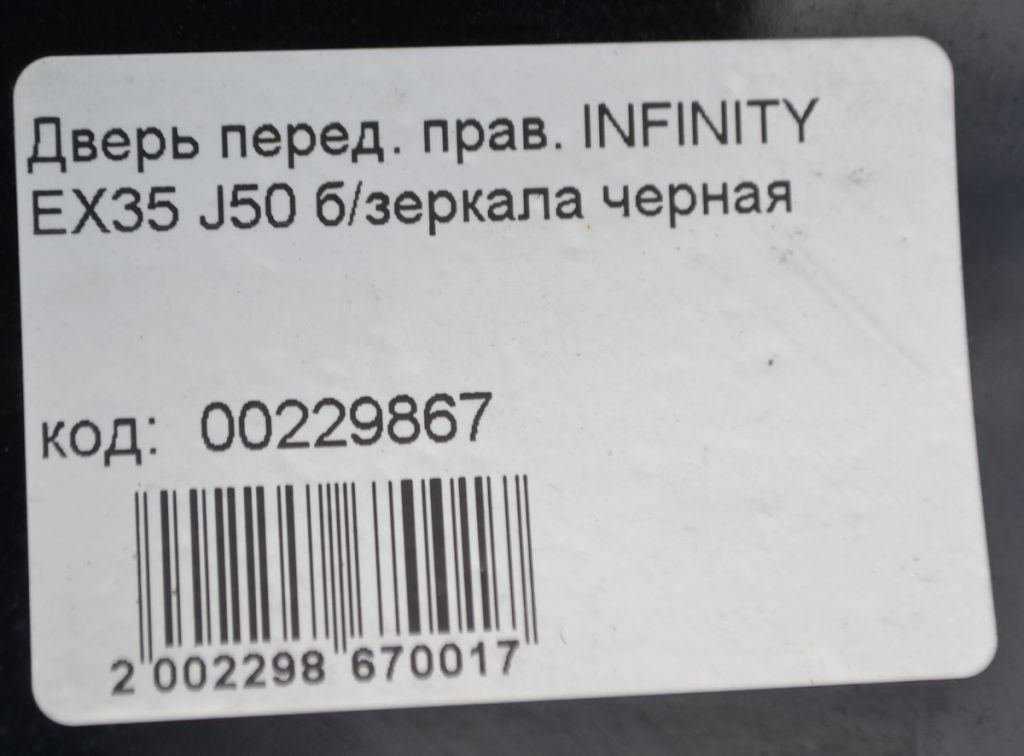 Дверь перед. прав. INFINITY
EX35 J50 б/зеркала черная
код: 00229867
2 002298 670017